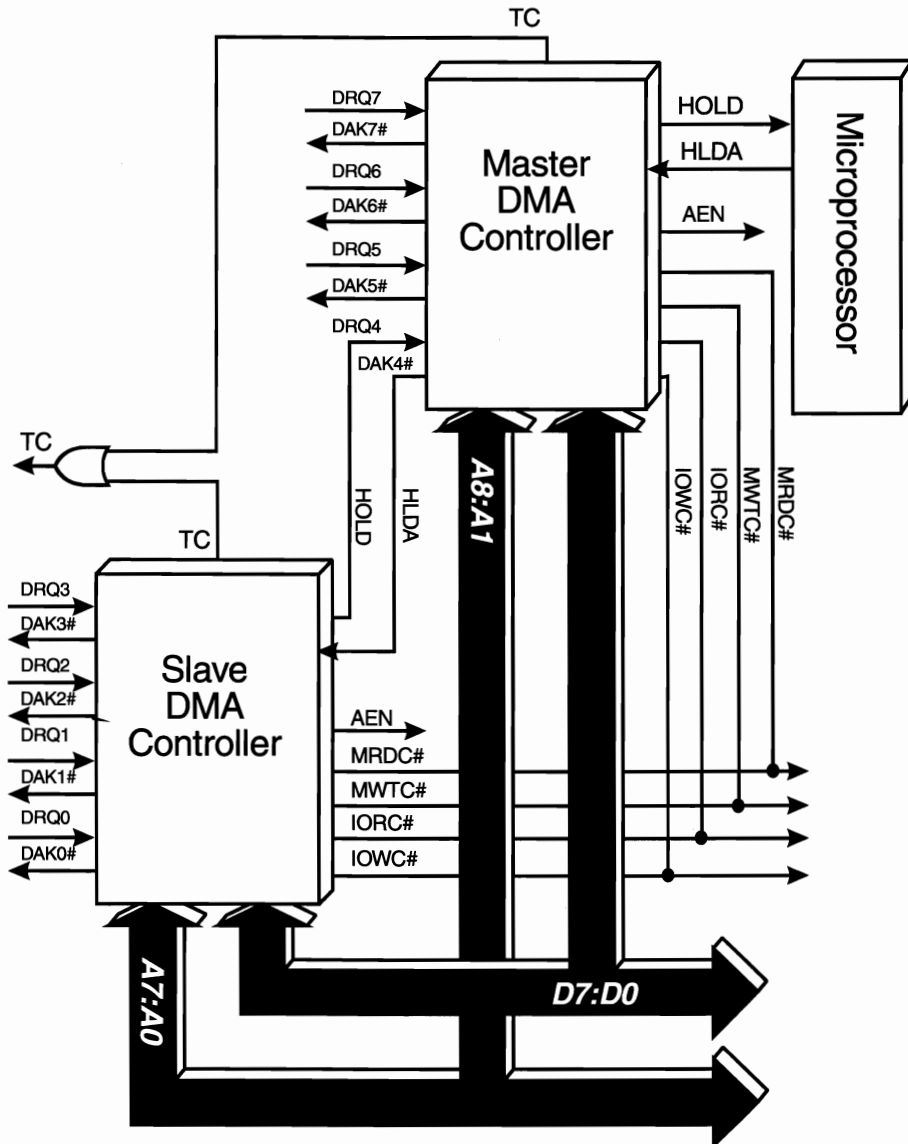 TC
DRQ7
DAK7#
DRQ6
DAK6#
DRQ5
DAK5#
DRQ4
DAK4#
Master
DMA
Controller
HOLD
HLDA
AEN
Microprocessor
TC
HOLD
HLDA
A8:A1
IOWC#
IORC#
MWTC#
MRDC#
TC
DRQ3
DAK3#
DRQ2
DAK2#
DRQ1
DAK1#
DRQ0
DAK0#
Slave
DMA
Controller
AEN
MRDC#
MWTC#
IORC#
IOWC#
A7:A0
D7:D0